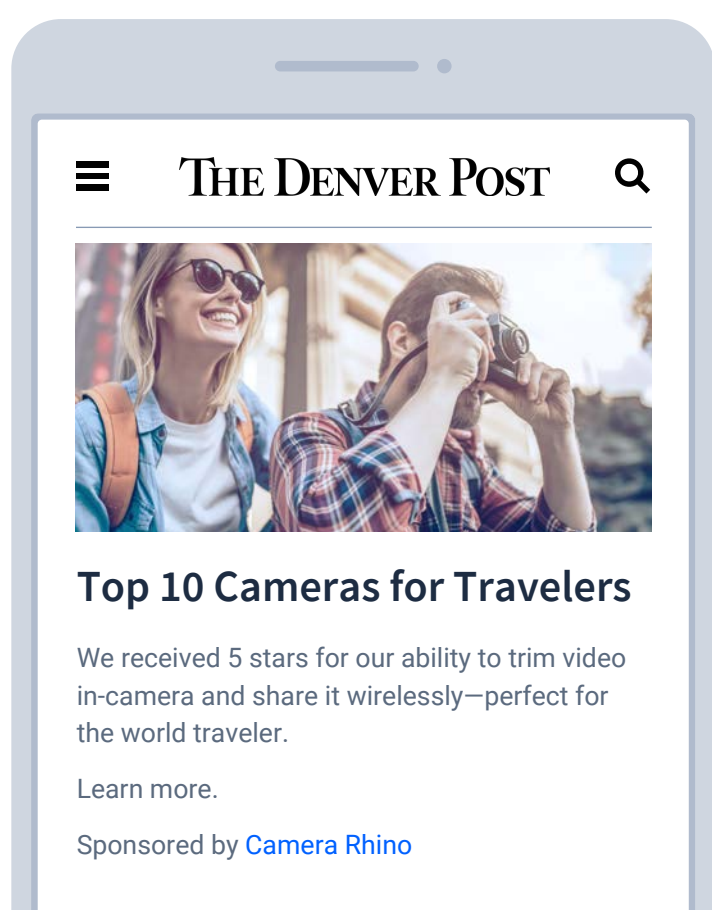 THE DENVER POST
Top 10 Cameras for Travelers
We received 5 stars for our ability to trim video
in-camera and share it wirelessly—perfect for
the world traveler.
Learn more.
Sponsored by Camera Rhino